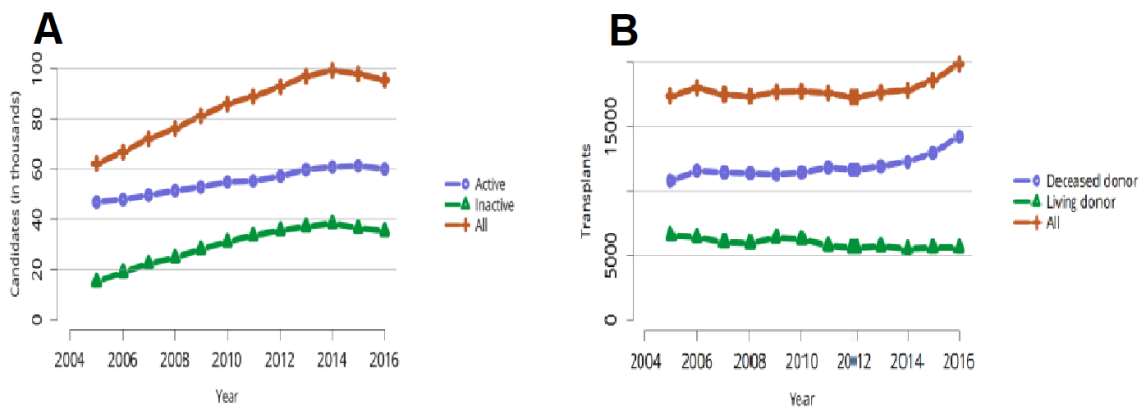 A
Candidates (in thousands)
100
80
60
40
20
0
2004 2006 2008 2010 2012 2014 2016
Year
Active
Inactive
All
B
Transplants
15000
5000
0
2004 2006 2008 2010 2012 2014 2016
Year
Deceased donor
Living donor
All